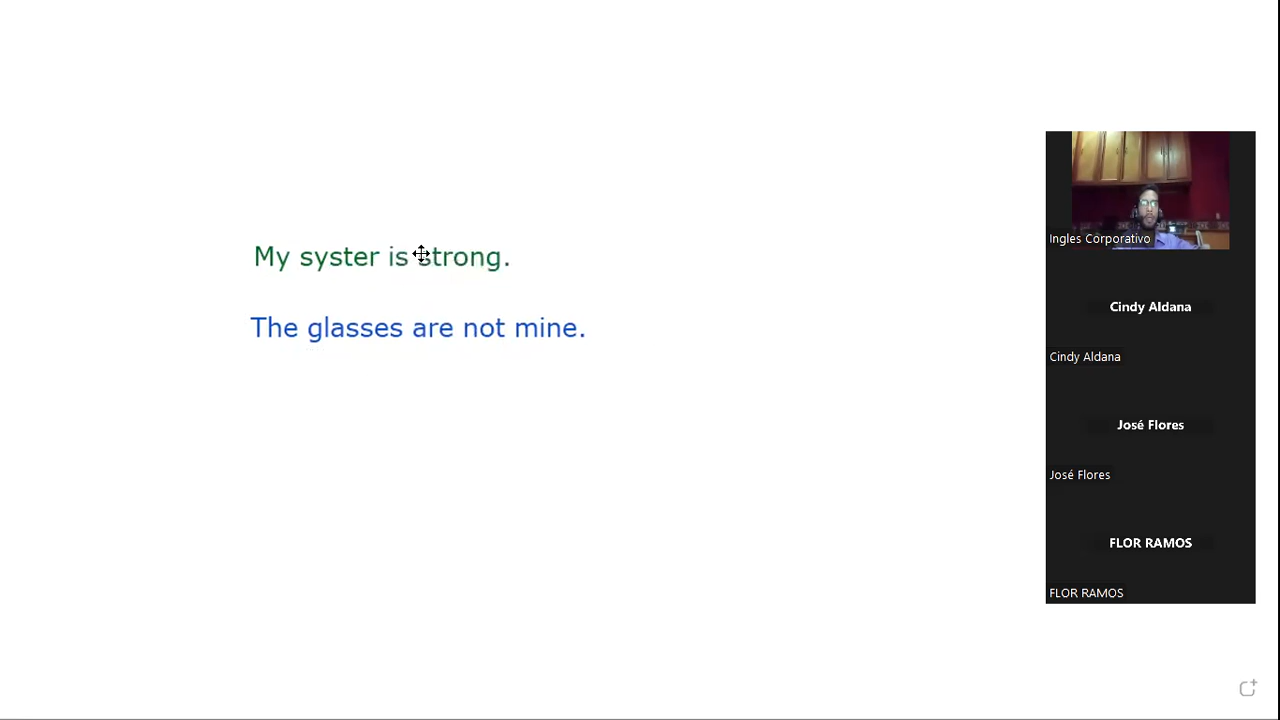 My syster is strong.
The glasses are not mine.
Ingles Corporativo
Cindy Aldana
Cindy Aldana
José Flores
José Flores
FLOR RAMOS
FLOR RAMOS